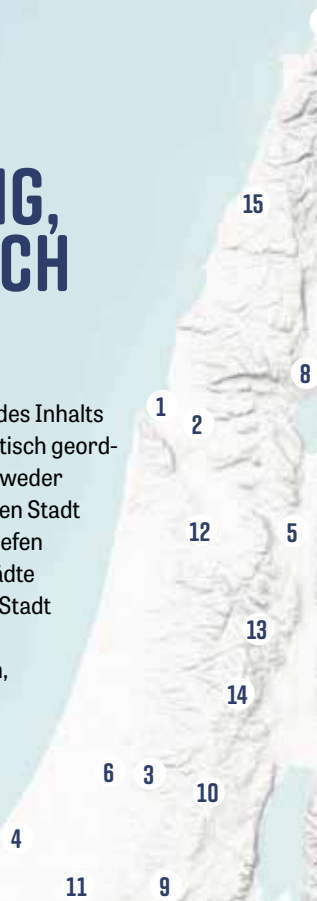 IG,
CH
des Inhalts
tisch geord-
weder
en Stadt
efen
ädte
Stadt
n,
15
8
1
2
12
5
13
14
6
3
10
4
11
9